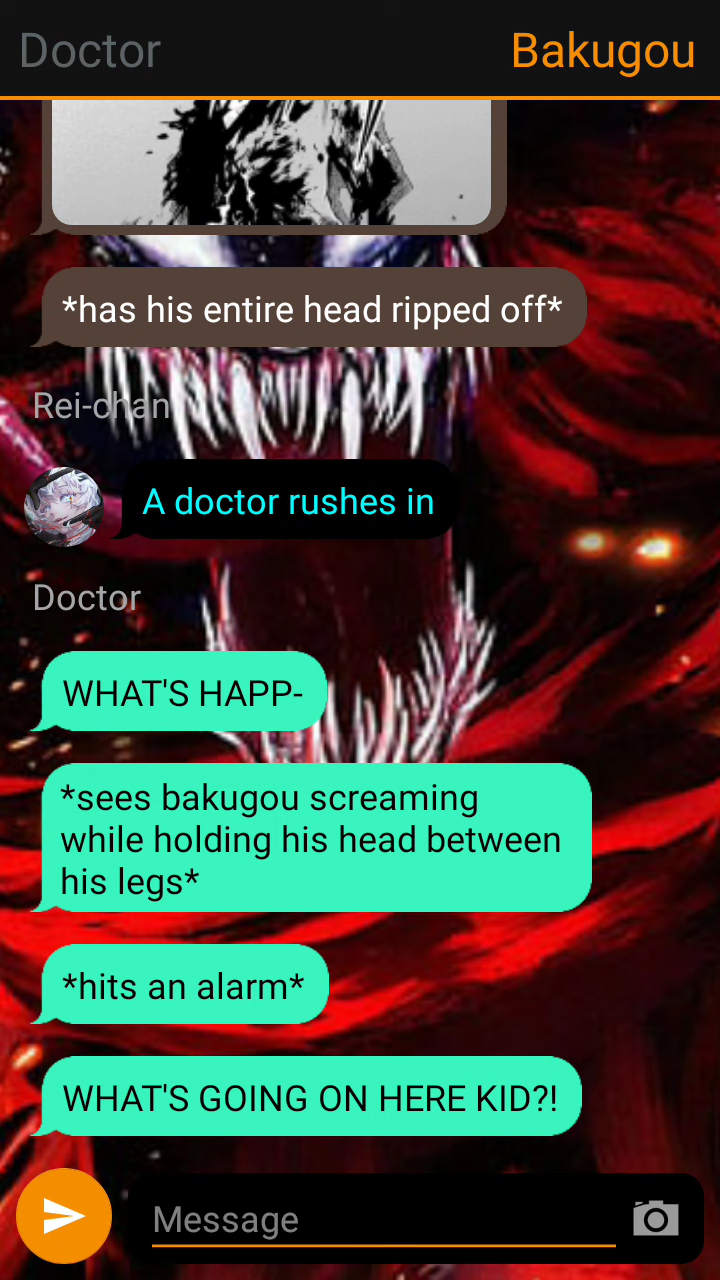 Doctor
Bakugou
*has his entire head ripped off*
Rei-chan
A doctor rushes in
Doctor
WHAT'S HAPP-
*sees bakugou screaming
while holding his head between
his legs*
*hits an alarm*
WHAT'S GOING ON HERE KID?!
Message